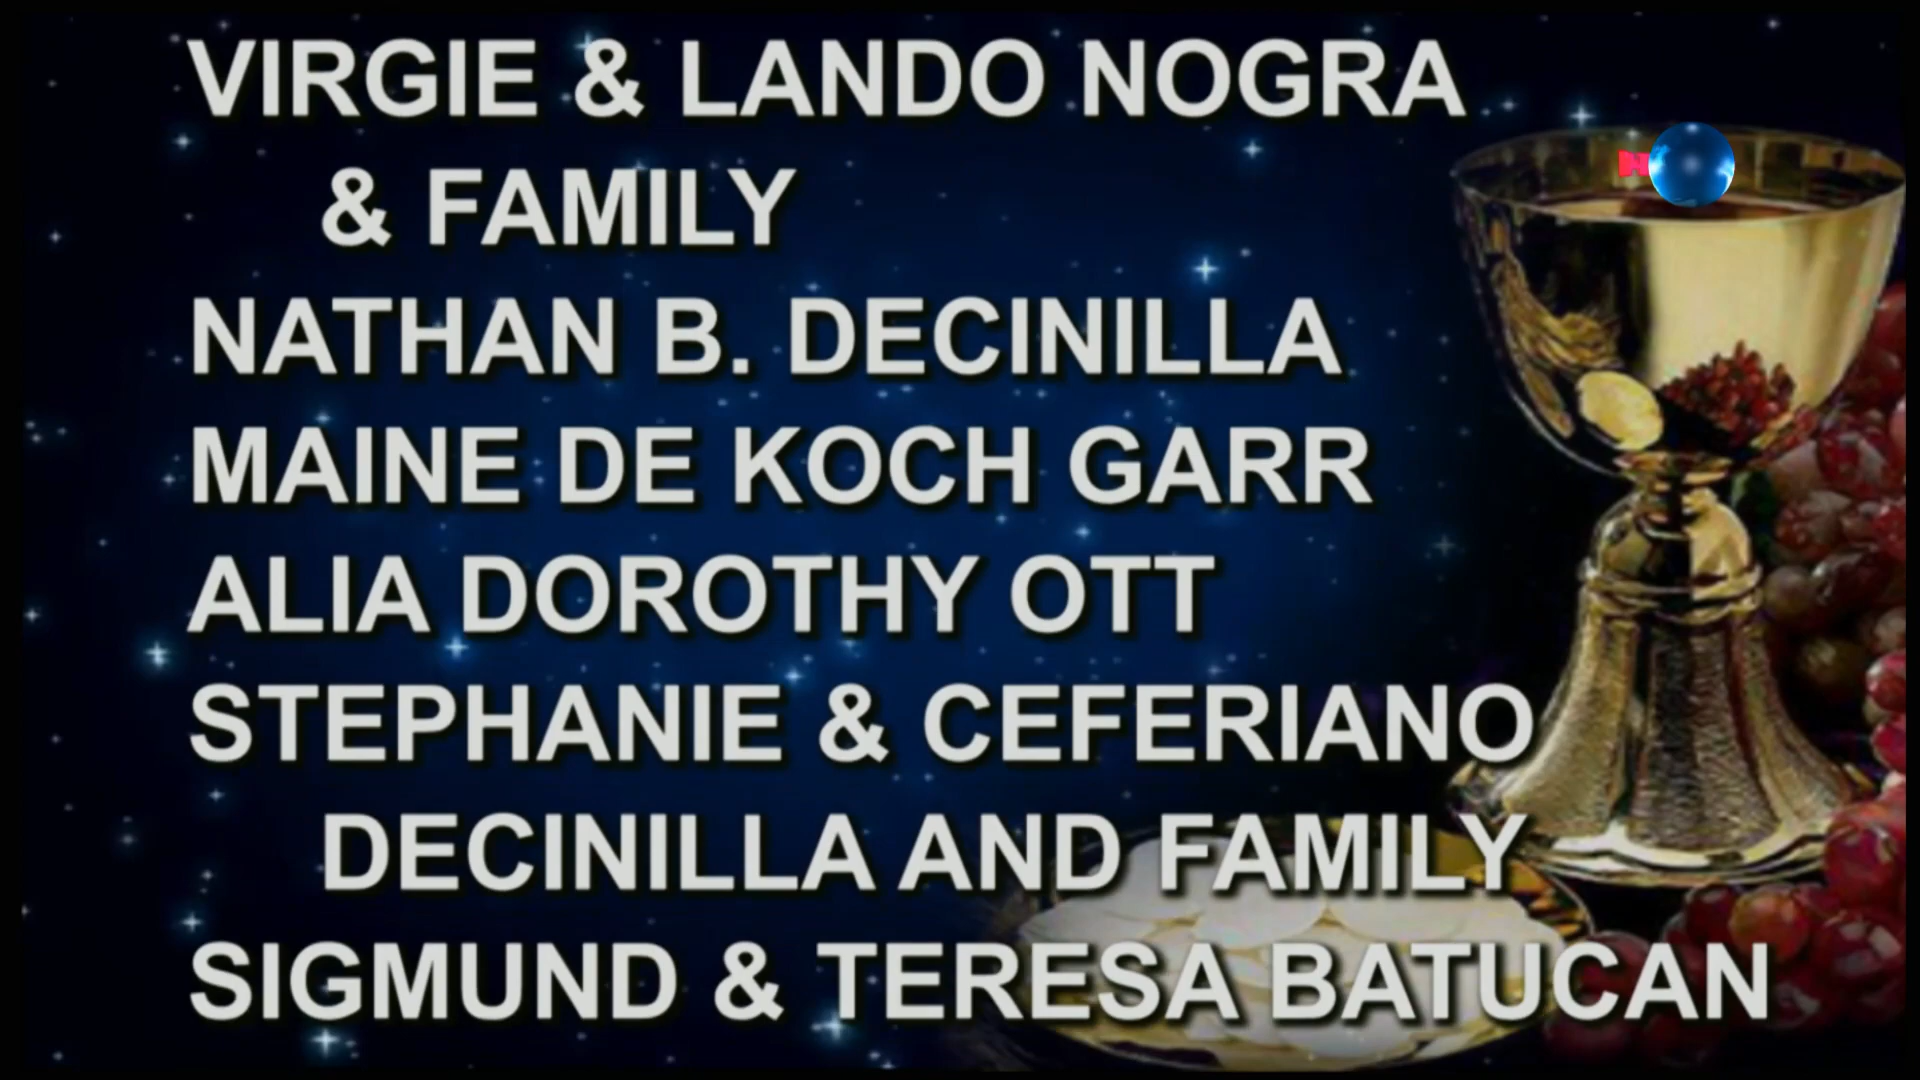 VIRGIE & LANDO NOGRA
& FAMILY
NATHAN B. DECINILLA
MAINE DE KOCH GARR
ALIA DOROTHY OTT
STEPHANIE & CEFERIANO
DECINILLA AND FAMILY
SIGMUND & TERESA BATUCAN